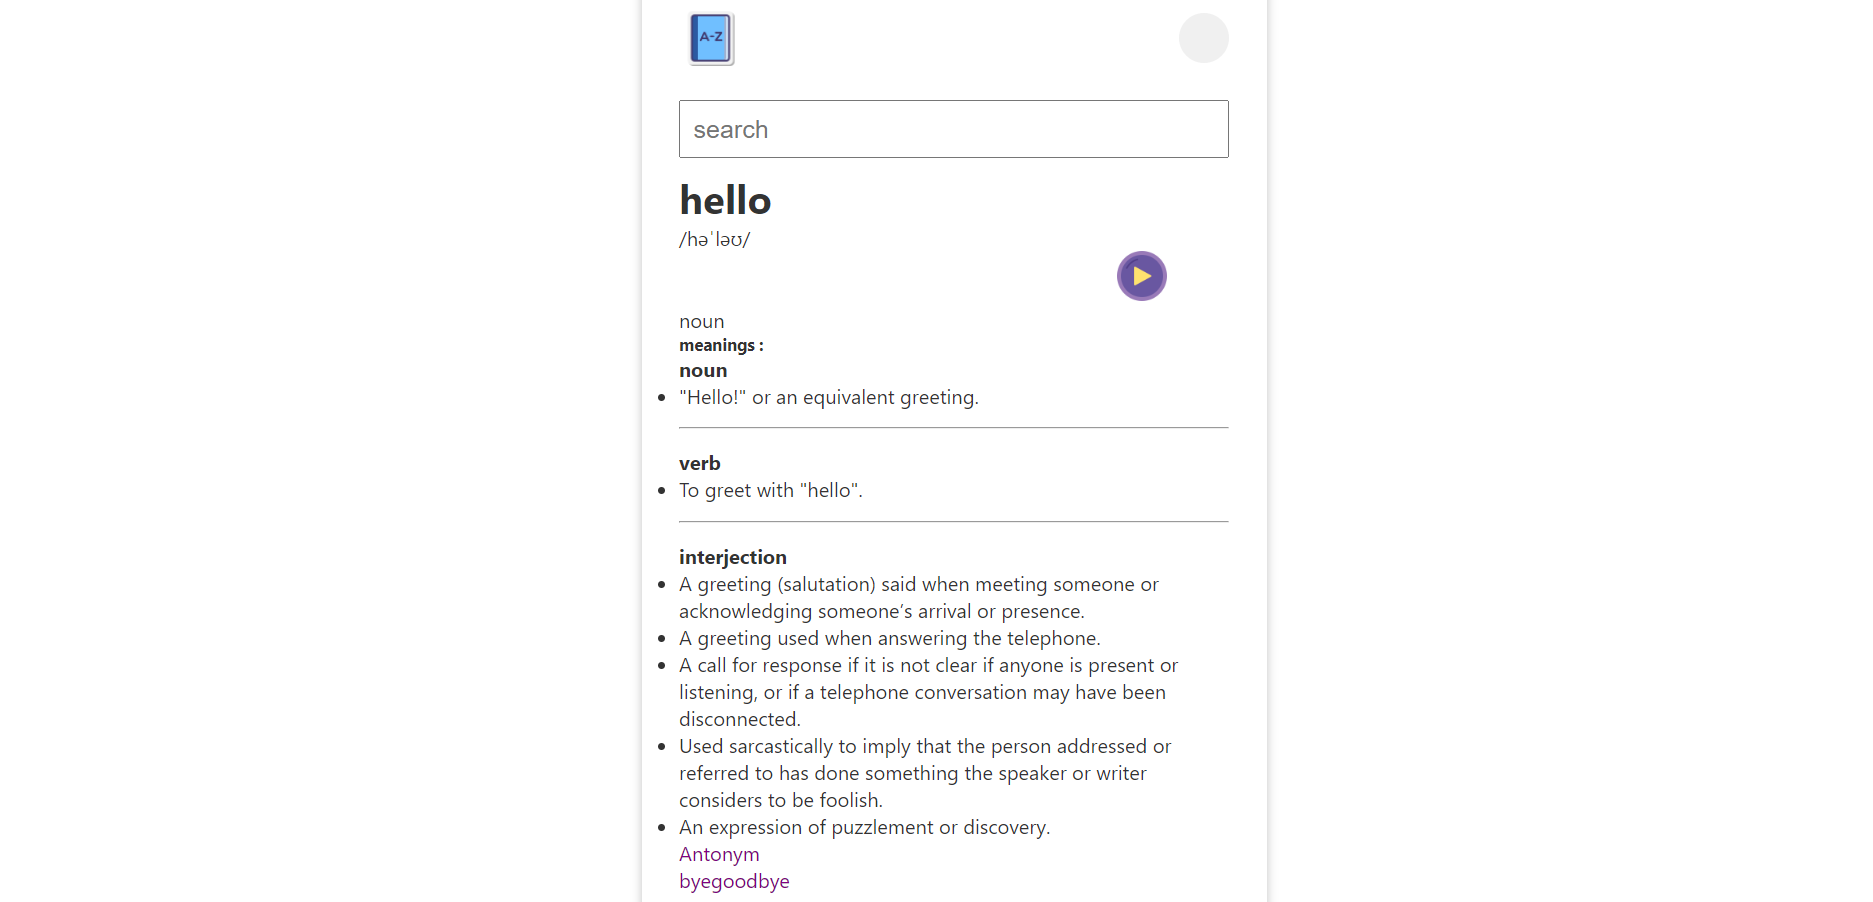 A-Z
search
hello
/həˈləʊ/
noun
meanings :
noun
"Hello!" or an equivalent greeting.
verb
To greet with "hello".
interjection
A greeting (salutation) said when meeting someone or
acknowledging someone’s arrival or presence.
A greeting used when answering the telephone.
A call for response if it is not clear if anyone is present or
listening, or if a telephone conversation may have been
disconnected.
Used sarcastically to imply that the person addressed or
referred to has done something the speaker or writer
considers to be foolish.
An expression of puzzlement or discovery.
Antonym
byegoodbye